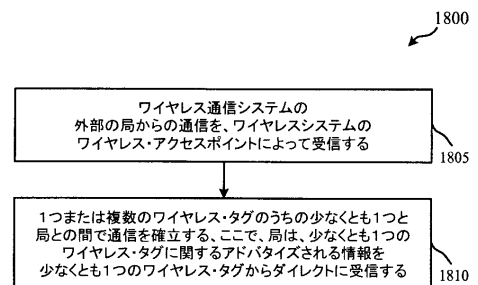 1800
ワイヤレス通信システムの
外部の局からの通信を、ワイヤレスシステムの
ワイヤレス・アクセスポイントによって受信する
1805
1つまたは複数のワイヤレス・タグのうちの少なくとも1つと
局との間で通信を確立する、ここで、局は、少なくとも1つの
ワイヤレス・タグに関するアドバタイズされる情報を
少なくとも1つのワイヤレス・タグからダイレクトに受信する
1810